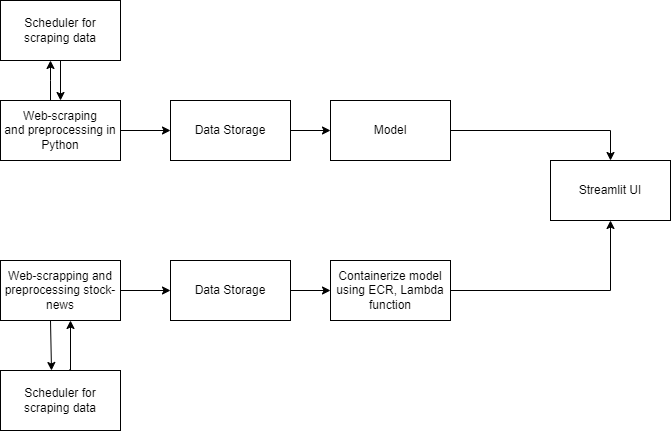 Scheduler for
scraping data
Web-scraping
and preprocessing in
Python
Data Storage
Model
Streamlit UI
Web-scrapping and
preprocessing stock-
news
Data Storage
Containerize model
using ECR, Lambda
function
Scheduler for
scraping data